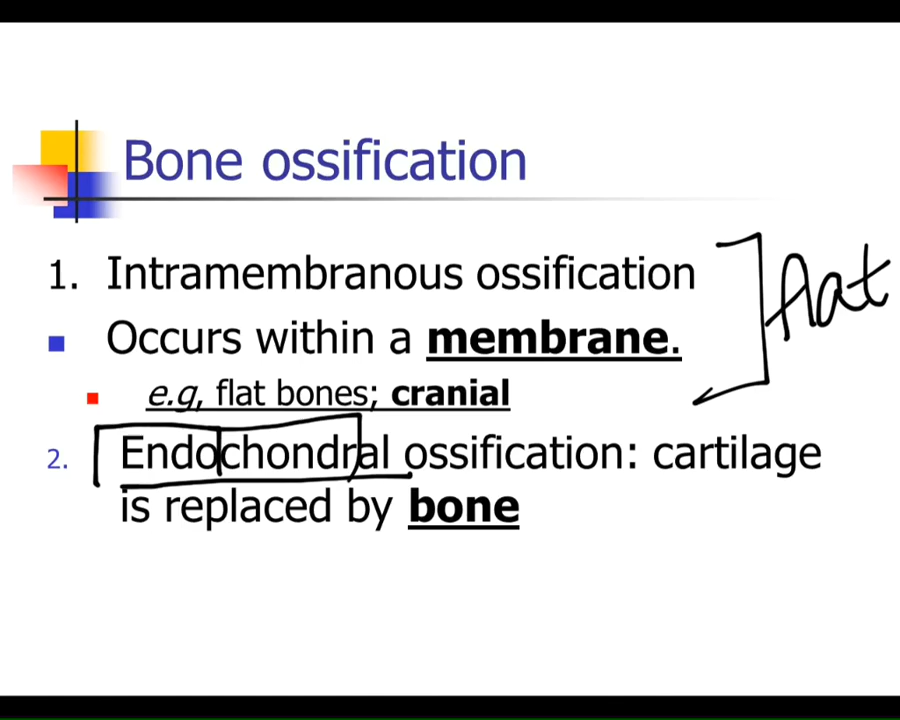 Bone ossification
1. Intramembranous ossification
Occurs within a membrane.
e.g, flat bones; cranial
flat
2. Endochondral ossification: cartilage
is replaced by bone